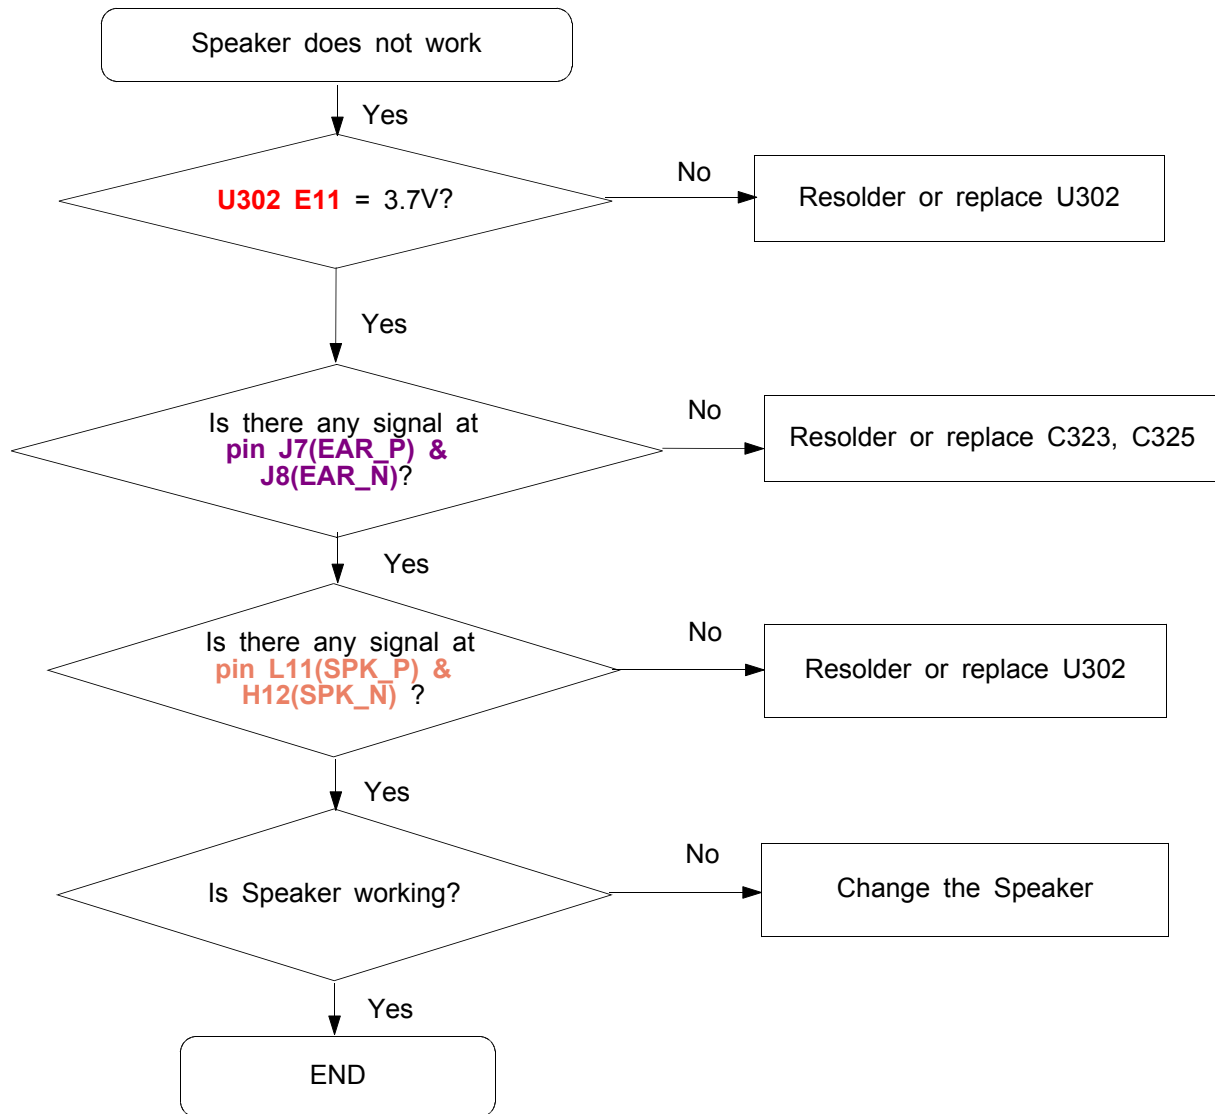 Speaker does not work
Yes
U302 E11 = 3.7V?
No
Resolder or replace U302
Yes
Is there any signal at
pin J7(EAR_P) &
J8(EAR_N)?
No
Resolder or replace C323, C325
Yes
Is there any signal at
pin L11(SPK_P) &
H12(SPK_N) ?
No
Resolder or replace U302
Yes
Is Speaker working?
No
Change the Speaker
Yes
END